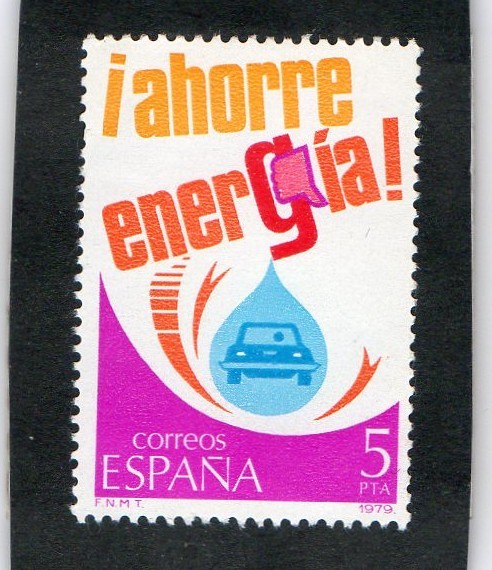 ¡ahorre
energía!
correos
ESPAÑA
5
PTA
F.N.M.T.
1979.